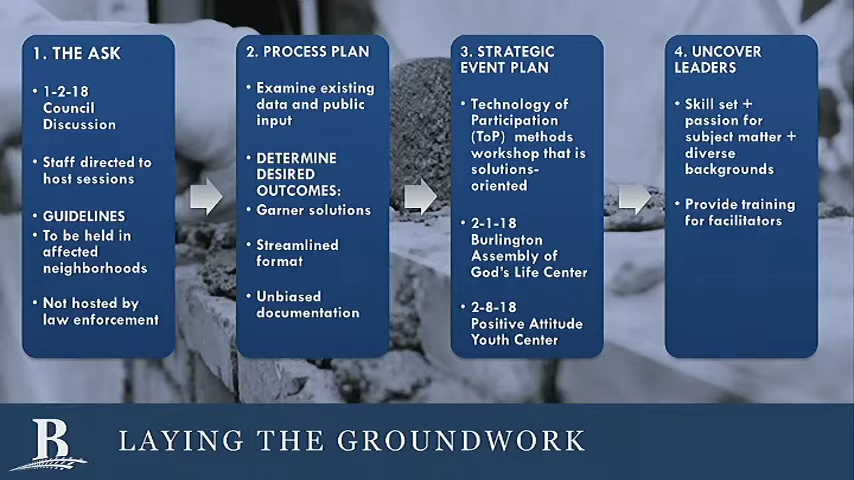 1. THE ASK
• 1-2-18
Council
Discussion
• Staff directed to
host sessions
• GUIDELINES
• To be held in
affected
neighborhoods
• Not hosted by
law enforcement
2. PROCESS PLAN
• Examine existing
data and public
input
• DETERMINE
DESIRED
OUTCOMES:
• Garner solutions
• Streamlined
format
• Unbiased
documentation
3. STRATEGIC
EVENT PLAN
• Technology of
Participation
(ToP) methods
workshop that is
solutions-
oriented
• 2-1-18
Burlington
Assembly of
God's Life Center
• 2-8-18
Positive Attitude
Youth Center
4. UNCOVER
LEADERS
• Skill set +
passion for
subject matter +
diverse
backgrounds
• Provide training
for facilitators
B
LAYING THE GROUNDWORK